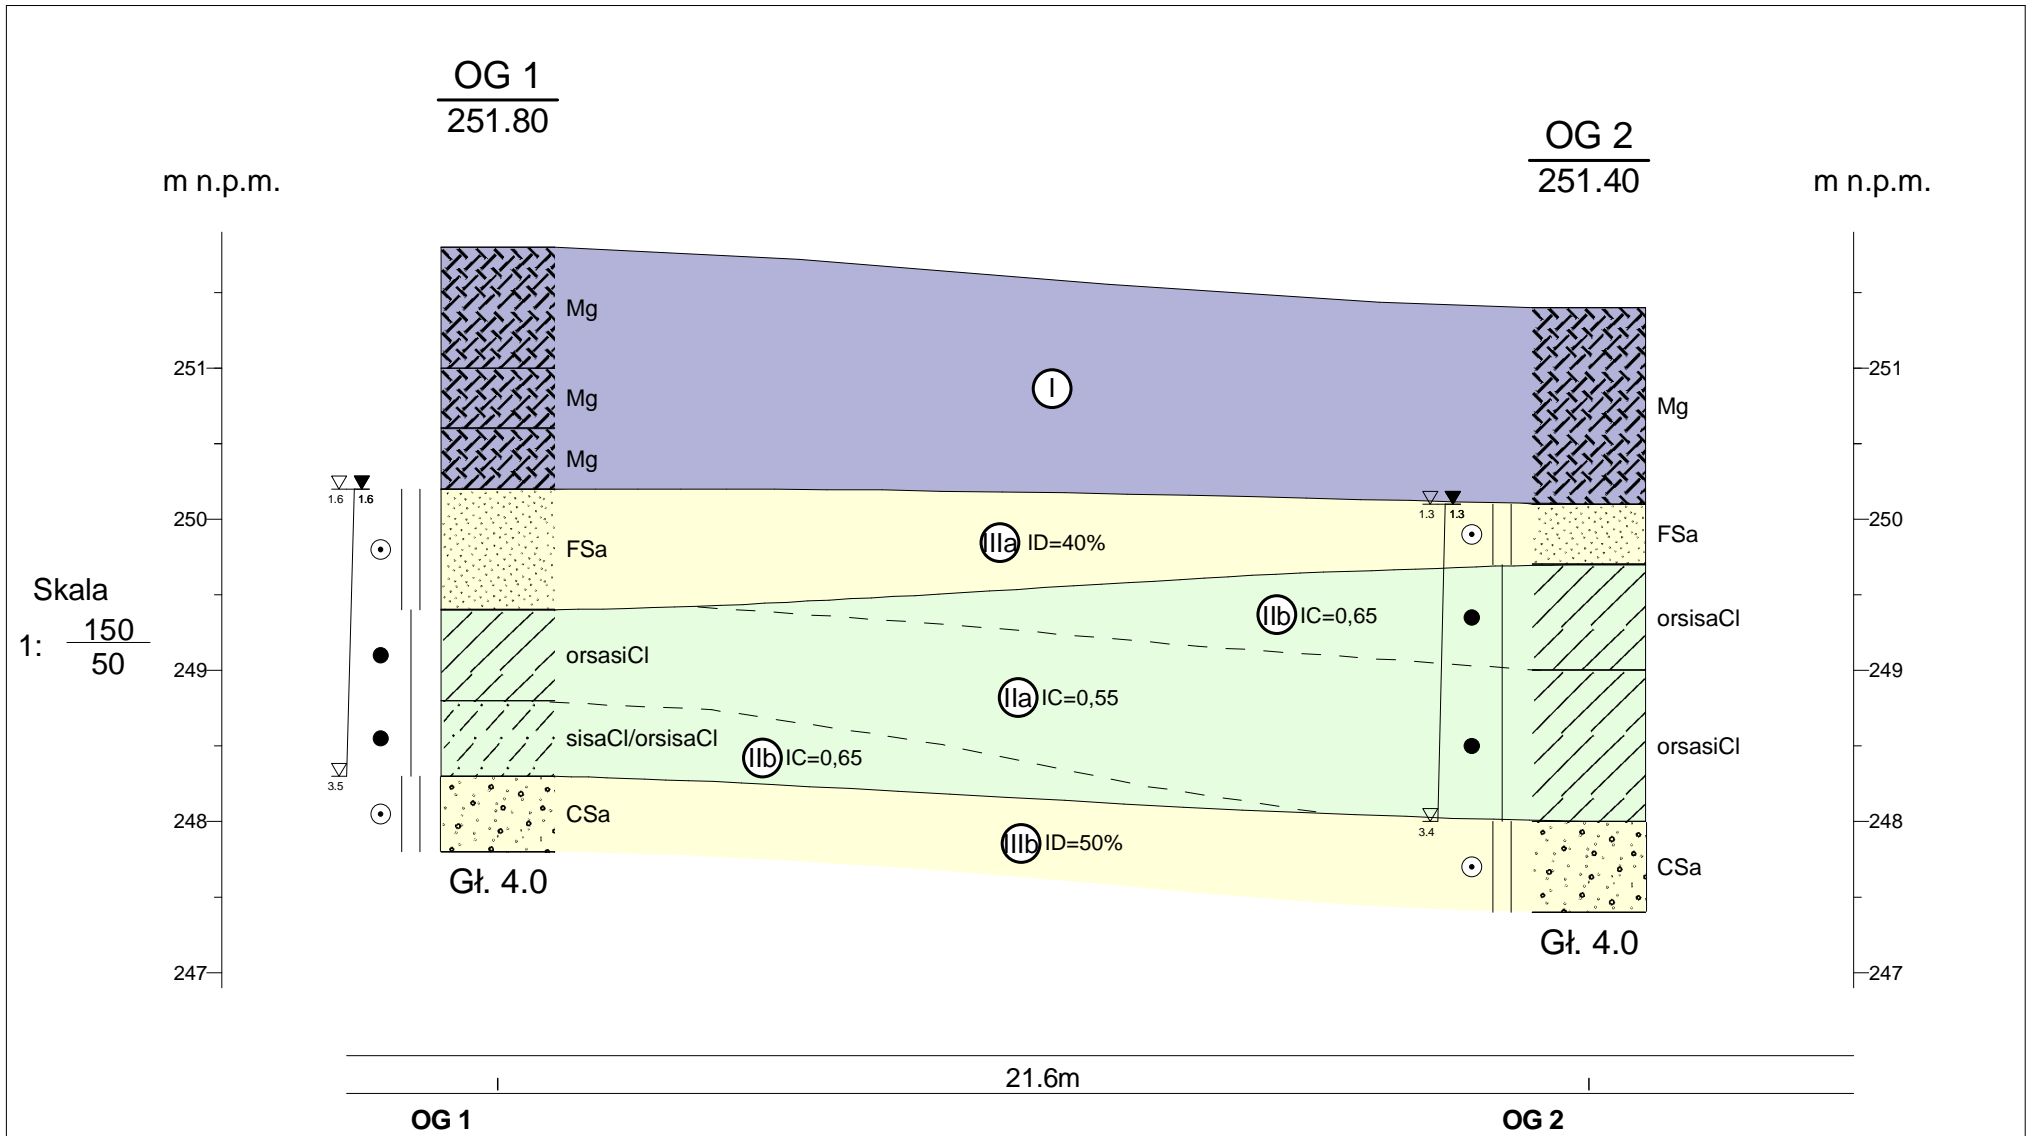 OG 1
251.80
OG 2
251.40
m n.p.m.
m n.p.m.
Mg
251
I
251
Mg
Mg
Mg
1.6
1.6
1.3
1.3
250
250
FSa
IIIa ID=40%
FSa
Skala
1: 150
50
IIb IC=0,65
orsisaCl
orsasiCl
249
249
IIa IC=0,55
sisaCl/orsisaCl
IIb IC=0,65
orsasiCl
3.5
CSa
248
248
3.4
IIIb ID=50%
CSa
Gł. 4.0
Gł. 4.0
247
247
21.6m
OG 1
OG 2